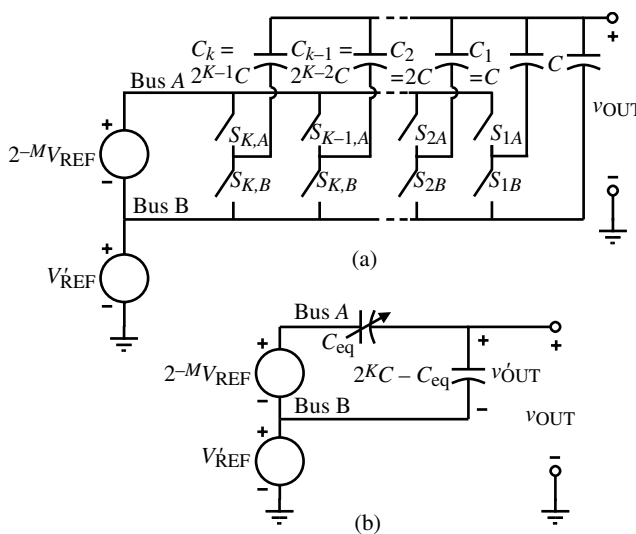 C_k = 2^{K-1}C
C_{k-1} = 2^{K-2}C
C_2 = 2C
C_1 = C
C
+
v_OUT
–
Bus A
+
2^{–M}V_REF
–
S_{K,A}
S_{K-1,A}
S_{2A}
S_{1A}
S_{K,B}
S_{K,B}
S_{2B}
S_{1B}
Bus B
+
V′_REF
–
(a)
Bus A
C_eq
+
2^{–M}V_REF
–
2^K C – C_eq
+
v′_OUT
–
+
v_OUT
–
Bus B
+
V′_REF
–
(b)